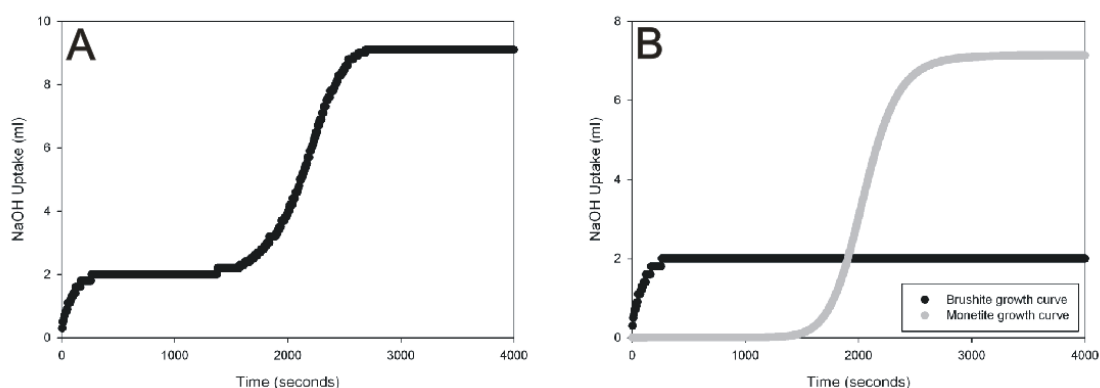 A
10
8
6
4
2
0
NaOH Uptake (ml)
0 1000 2000 3000 4000
Time (seconds)
B
8
6
4
2
0
NaOH Uptake (ml)
Brushite growth curve
Monetite growth curve
0 1000 2000 3000 4000
Time (seconds)